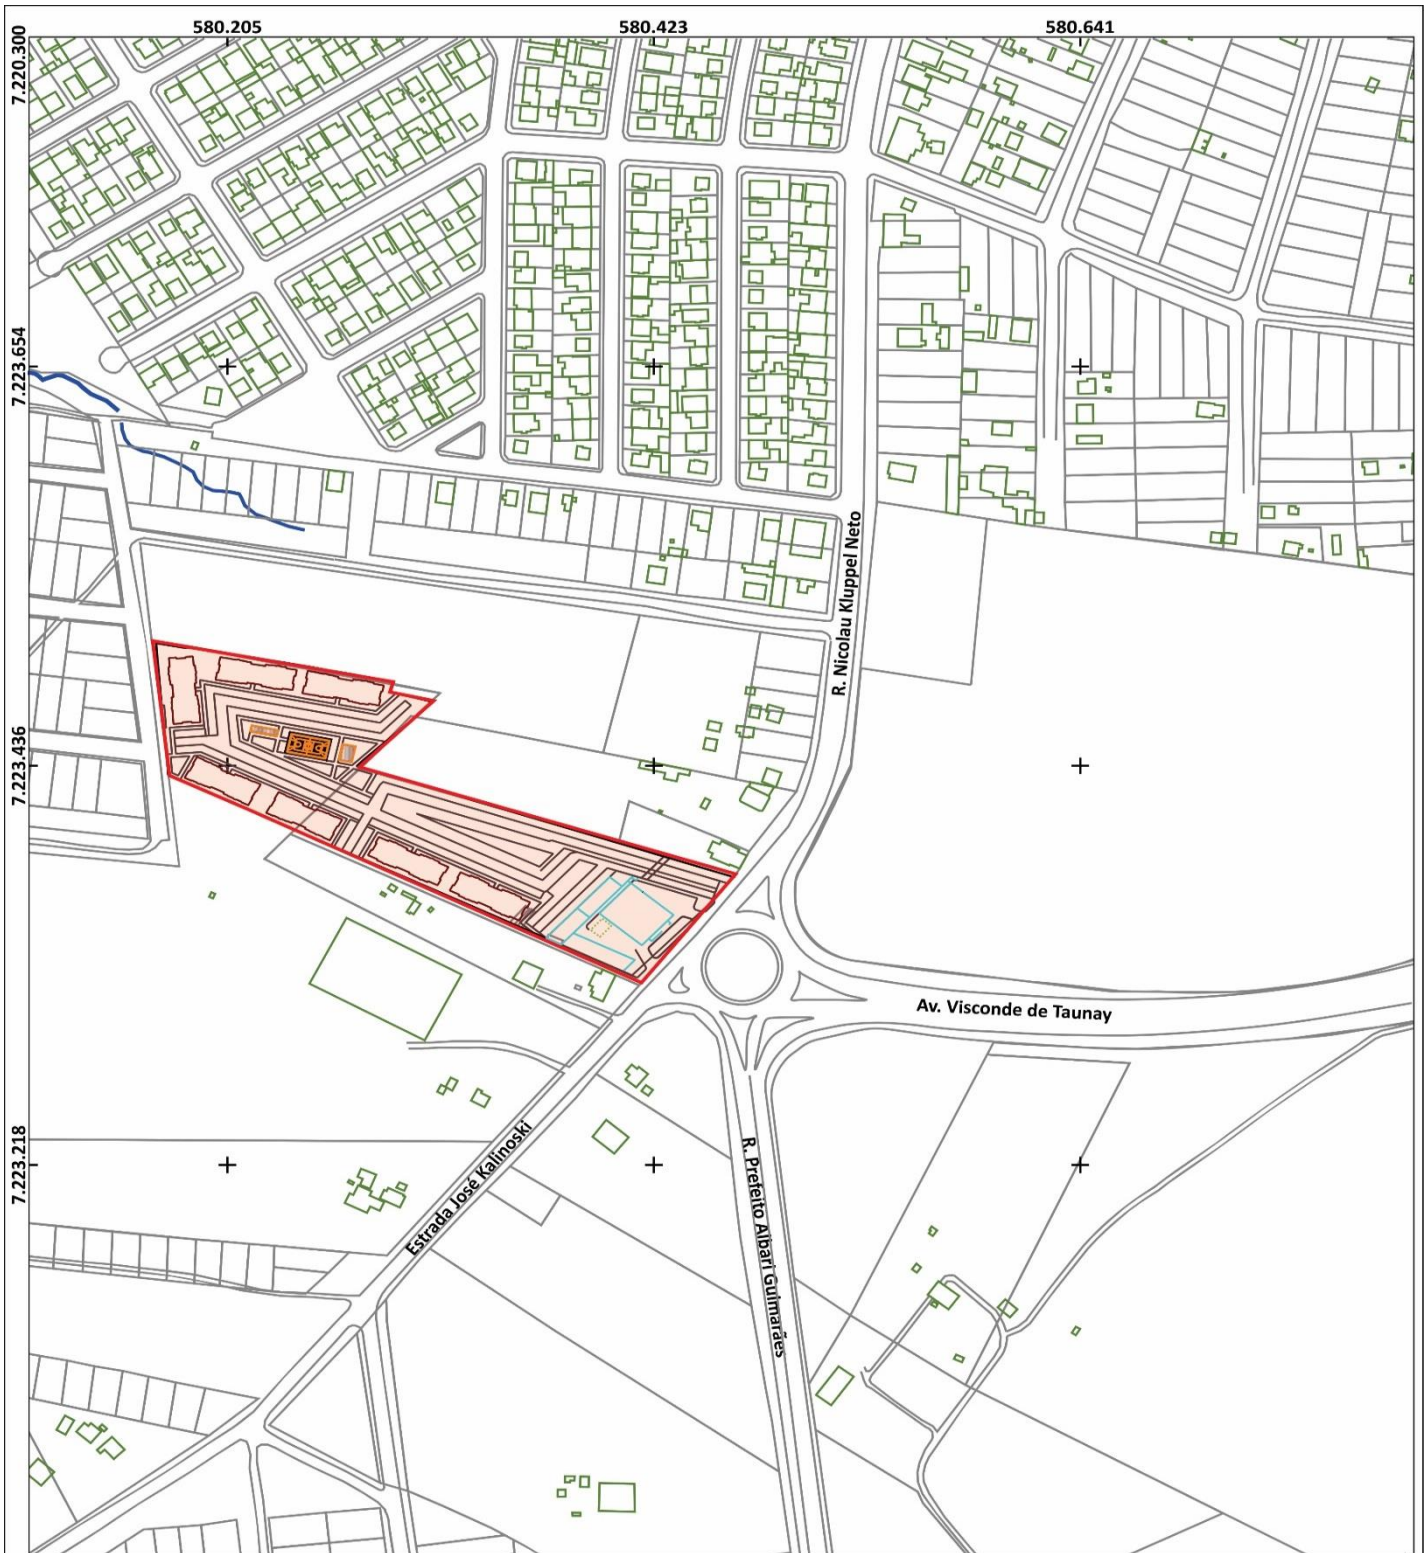 580.205
580.423
580.641
7.220.300
7.223.654
R. Nicolau Kluppel Neto
7.223.436
Av. Visconde de Taunay
Estrada José Kalinoski
R. Prefeito Albari Guimarães
7.223.218